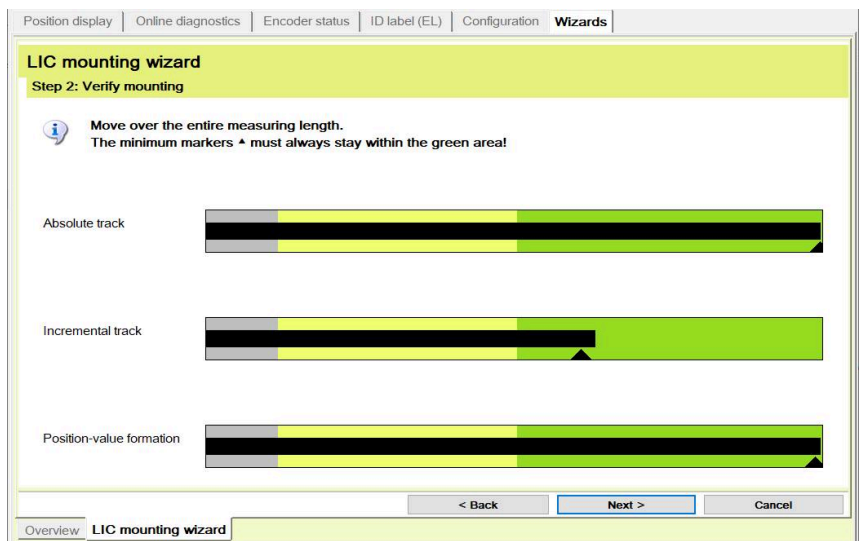 Position display Online diagnostics Encoder status ID label (EL) Configuration Wizards
LIC mounting wizard
Step 2: Verify mounting
Move over the entire measuring length.
The minimum markers ▲ must always stay within the green area!
Absolute track
Incremental track
Position-value formation
< Back Next > Cancel
Overview LIC mounting wizard